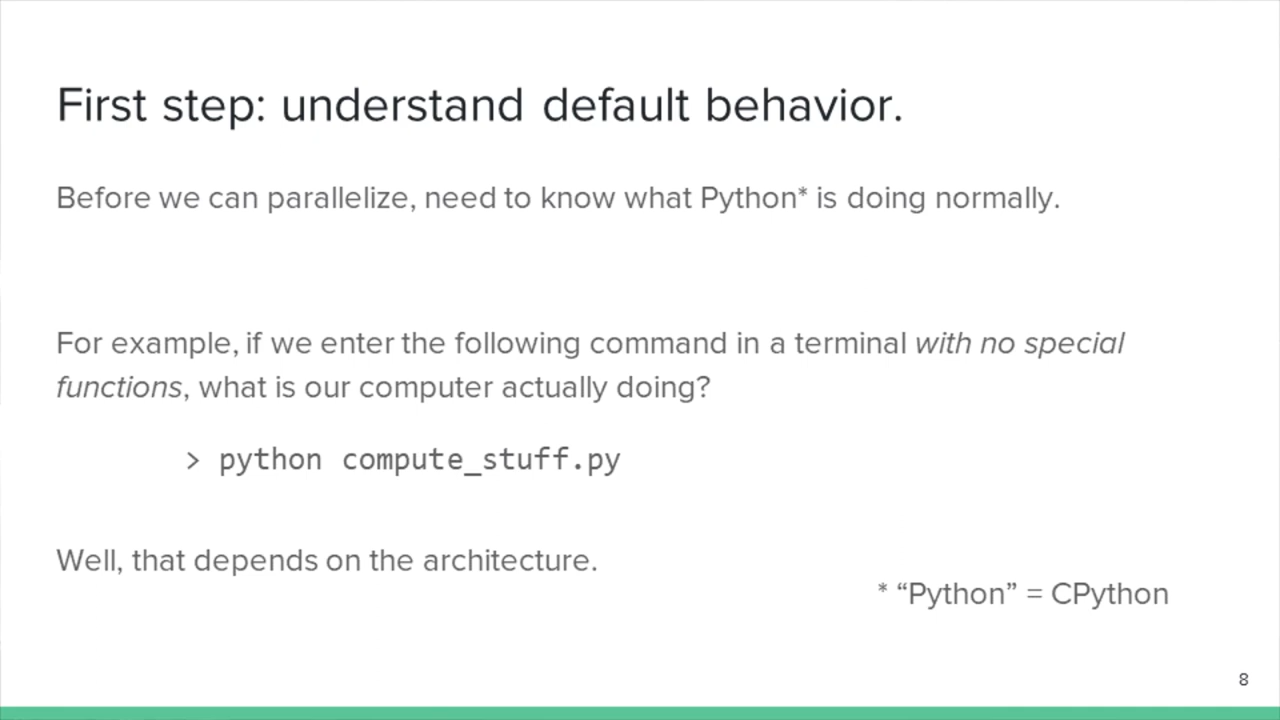 First step: understand default behavior.
Before we can parallelize, need to know what Python* is doing normally.
For example, if we enter the following command in a terminal with no special
functions, what is our computer actually doing?
> python compute_stuff.py
Well, that depends on the architecture.
* “Python” = CPython
8